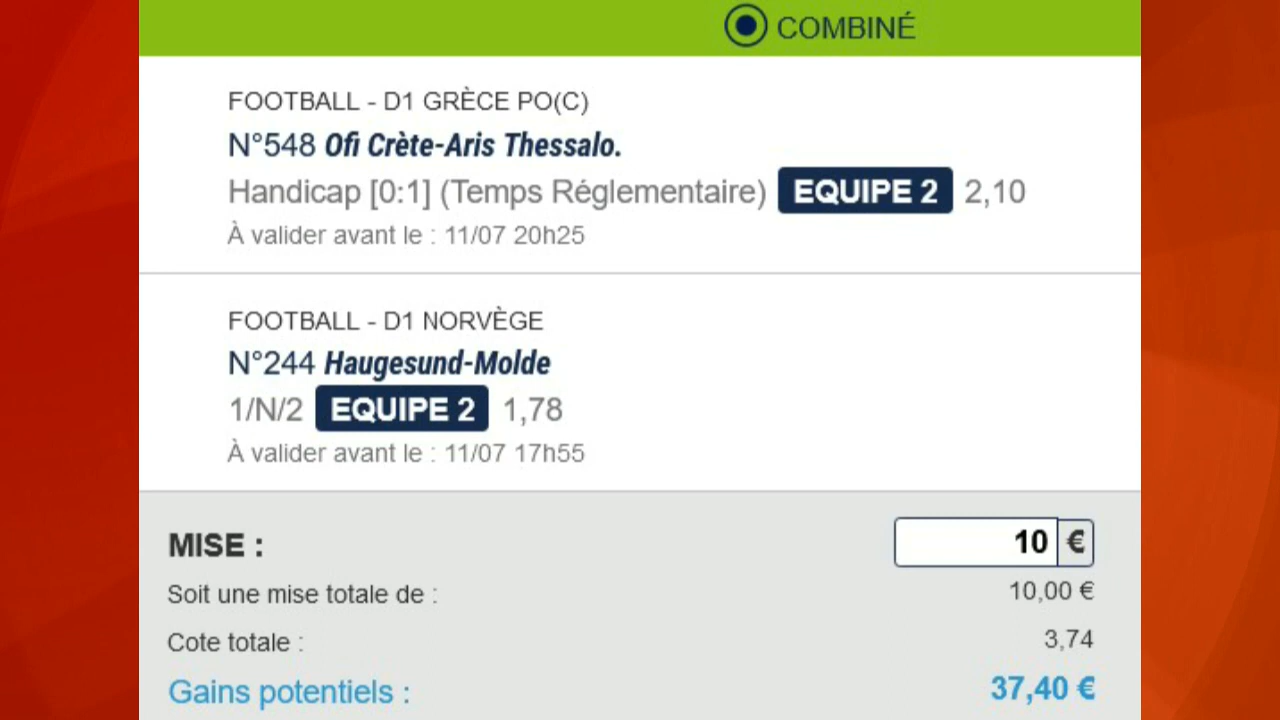 COMBINÉ
FOOTBALL - D1 GRÈCE PO(C)
N°548 Ofi Crète-Aris Thessalo.
Handicap [0:1] (Temps Réglementaire) EQUIPE 2 2,10
À valider avant le : 11/07 20h25
FOOTBALL - D1 NORVÈGE
N°244 Haugesund-Molde
1/N/2 EQUIPE 2 1,78
À valider avant le : 11/07 17h55
MISE : 10 €
Soit une mise totale de : 10,00 €
Cote totale : 3,74
Gains potentiels : 37,40 €